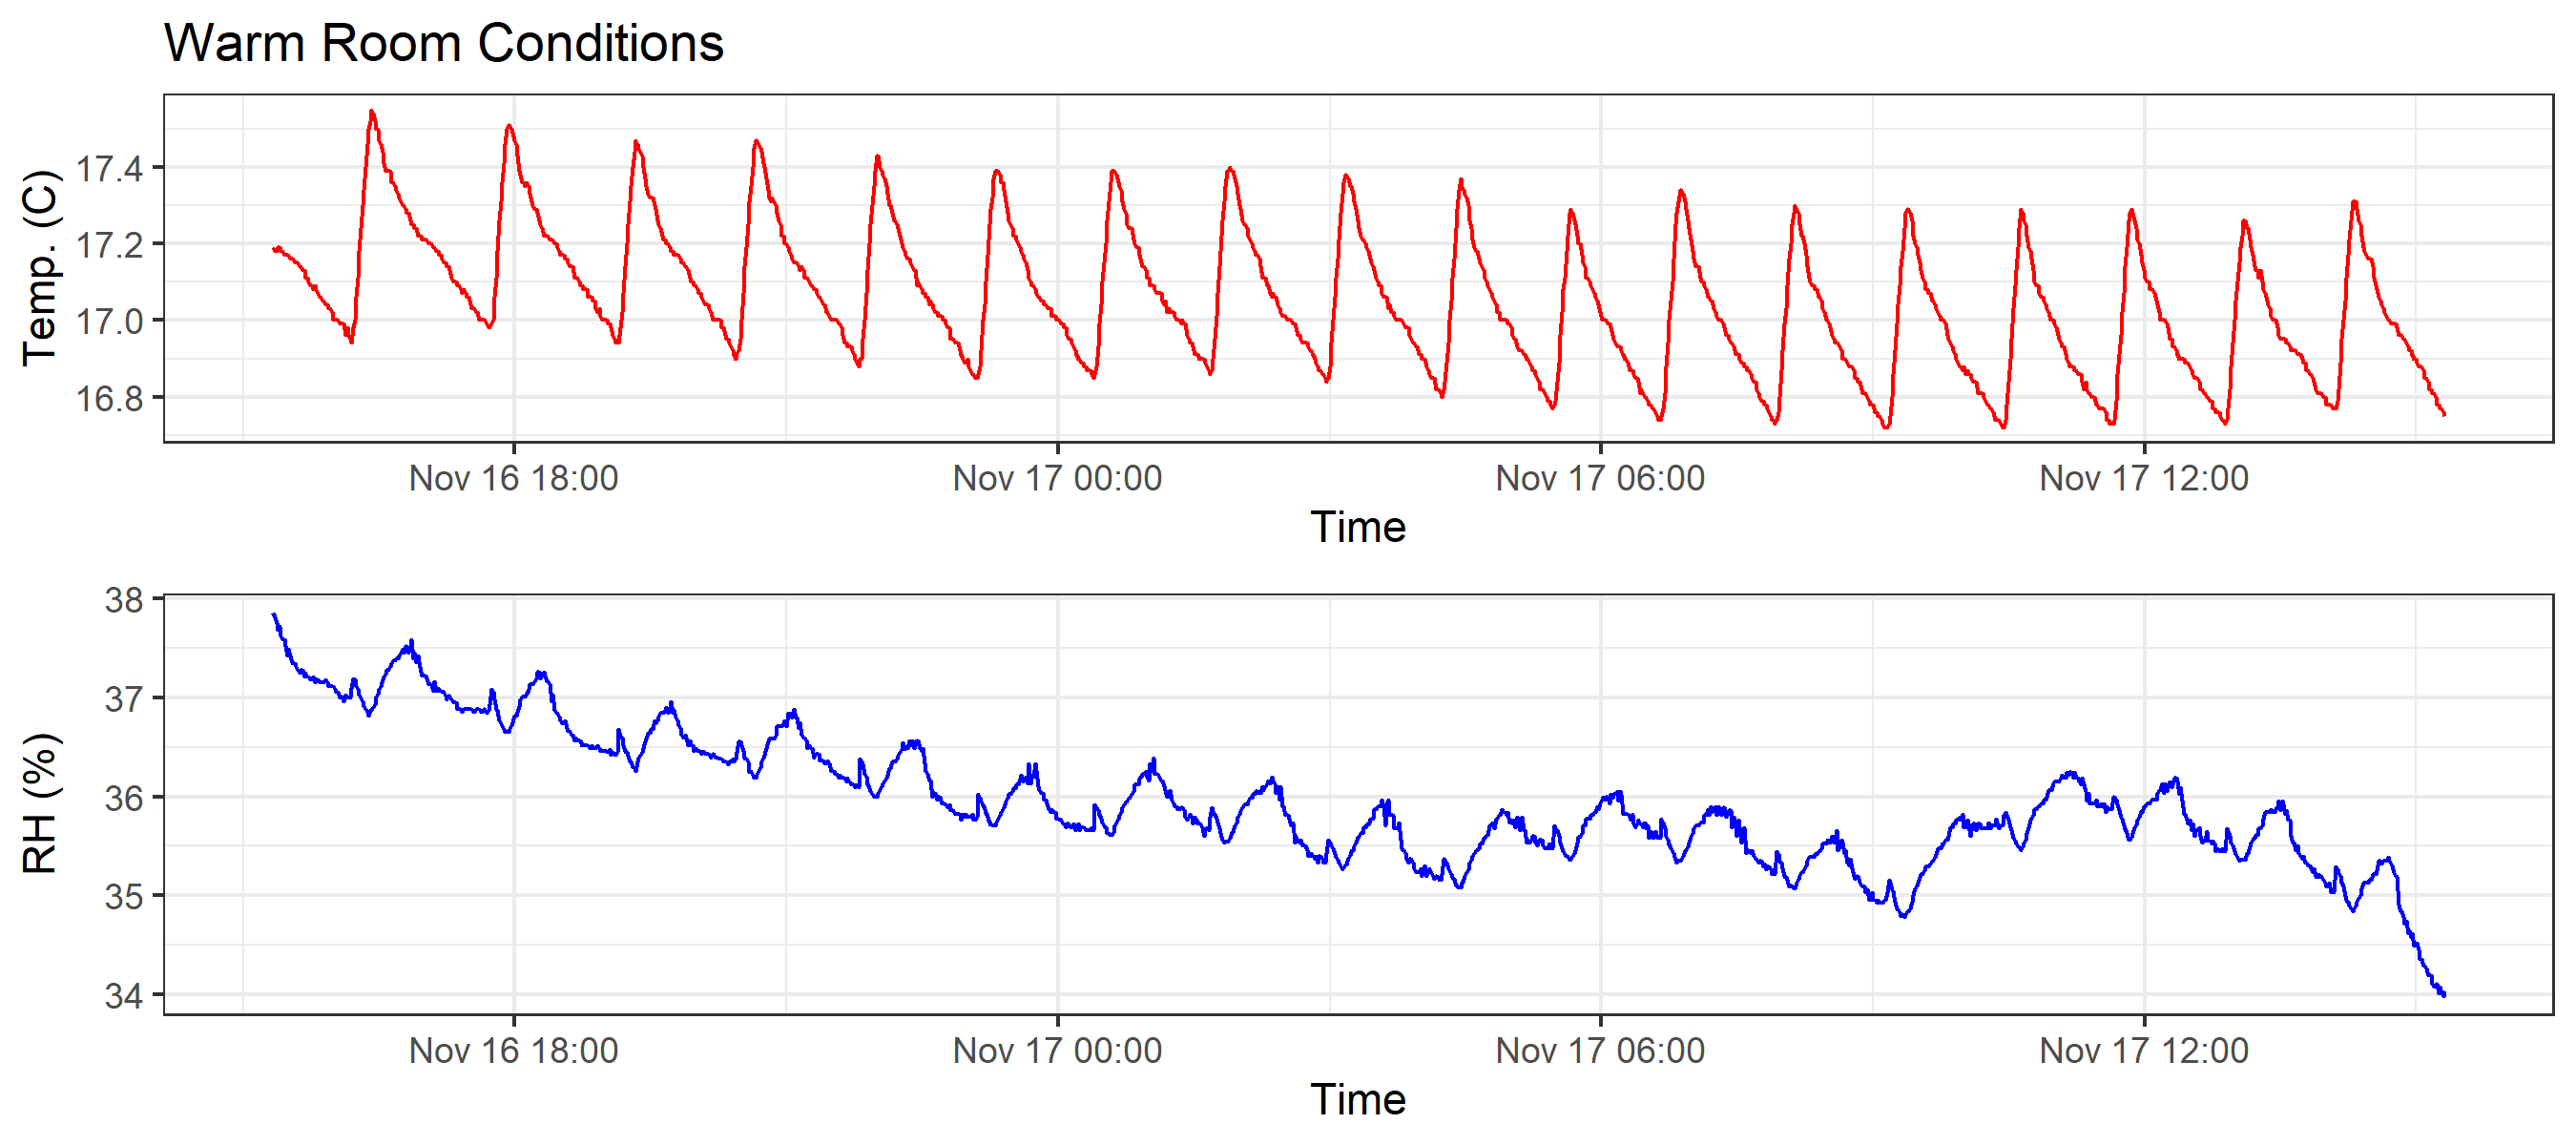 Warm Room Conditions
Temp. (C)
17.4
17.2
17.0
16.8
Nov 16 18:00 Nov 17 00:00 Nov 17 06:00 Nov 17 12:00
Time
RH (%)
38
37
36
35
34
Nov 16 18:00 Nov 17 00:00 Nov 17 06:00 Nov 17 12:00
Time